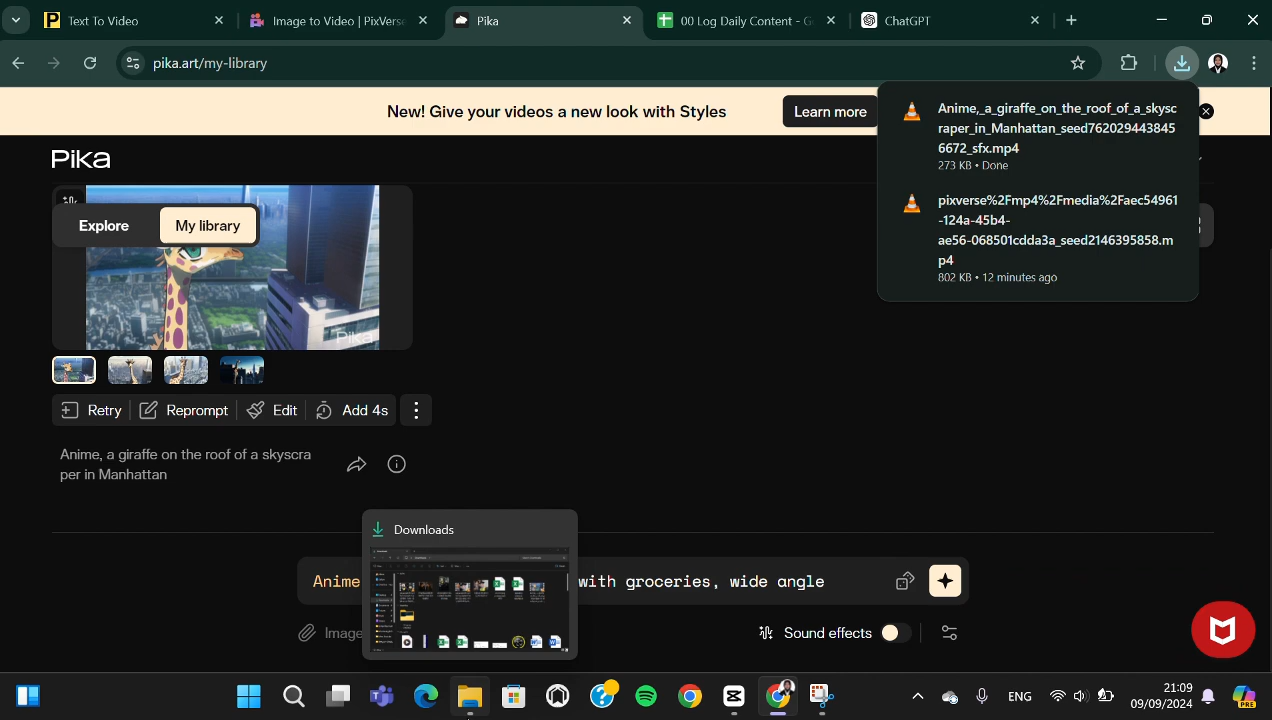 Text To Video
Image to Video | PixVerse
Pika
00 Log Daily Content - G
ChatGPT
pika.art/my-library
New! Give your videos a new look with Styles
Learn more
Anime,_a_giraffe_on_the_roof_of_a_skysc
raper_in_Manhattan_seed762029443845
6672_sfx.mp4
273 KB • Done
pixverse%2Fmp4%2Fmedia%2Faec54961
-124a-45b4-
ae56-068501cdda3a_seed2146395858.m
p4
802 KB • 12 minutes ago
Pika
Explore
My library
Pika
Retry
Reprompt
Edit
Add 4s
Anime, a giraffe on the roof of a skyscra
per in Manhattan
Downloads
Anime
with groceries, wide angle
Image
Sound effects
ENG
21:09
09/09/2024
PRE